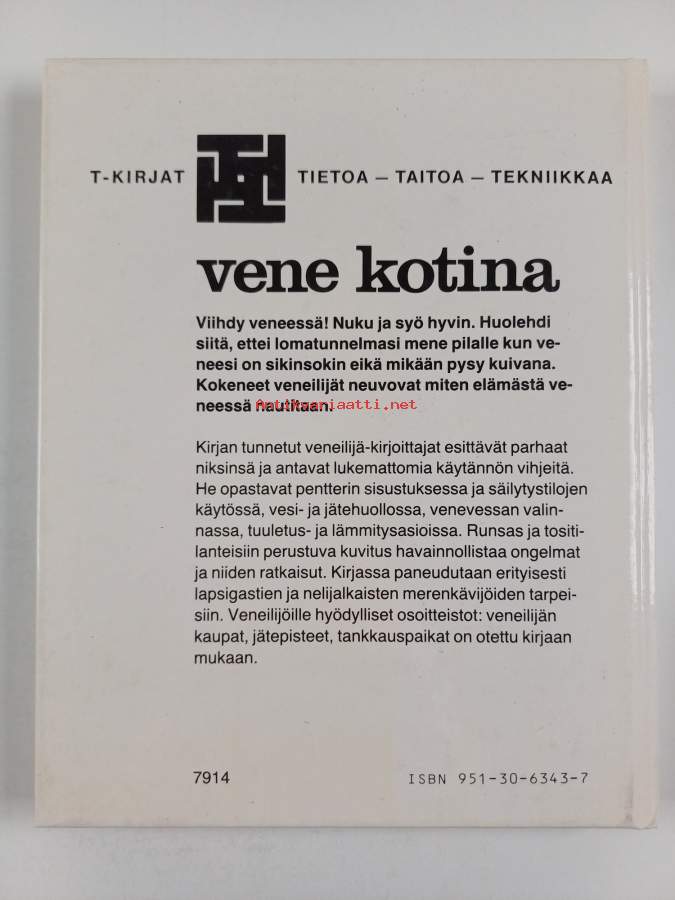 T-KIRJAT TIETOA – TAITOA – TEKNIIKKAA
vene kotina
Viihdy veneessä! Nuku ja syö hyvin. Huolehdi
siitä, ettei lomatunnelmasi mene pilalle kun ve-
neesi on sikinsokin eikä mikään pysy kuivana.
Kokeneet veneilijät neuvovat miten elämästä ve-
neessä nautitaan.
Antikvariaatti.net
Kirjan tunnetut veneilijä-kirjoittajat esittävät parhaat
niksinsä ja antavat lukemattomia käytännön vihjeitä.
He opastavat pentterin sisustuksessa ja säilytystilojen
käytössä, vesi- ja jätehuollossa, venevessan valin-
nassa, tuuletus- ja lämmitysasioissa. Runsas ja tositi-
lanteisiin perustuva kuvitus havainnollistaa ongelmat
ja niiden ratkaisut. Kirjassa paneudutaan erityisesti
lapsigastien ja nelijalkaisten merenkävijöiden tarpei-
siin. Veneilijöille hyödylliset osoitteistot: veneilijän
kaupat, jätepisteet, tankkauspaikat on otettu kirjaan
mukaan.
7914 ISBN 951-30-6343-7